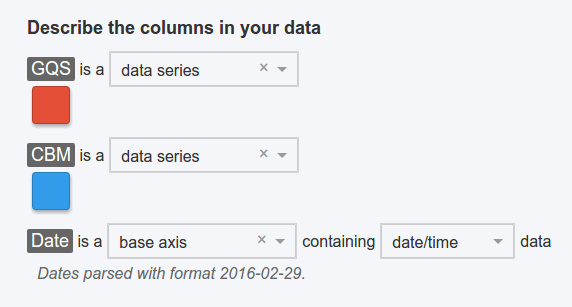 Describe the columns in your data
GQS is a data series ×
CBM is a data series ×
Date is a base axis × containing date/time data
Dates parsed with format 2016-02-29.